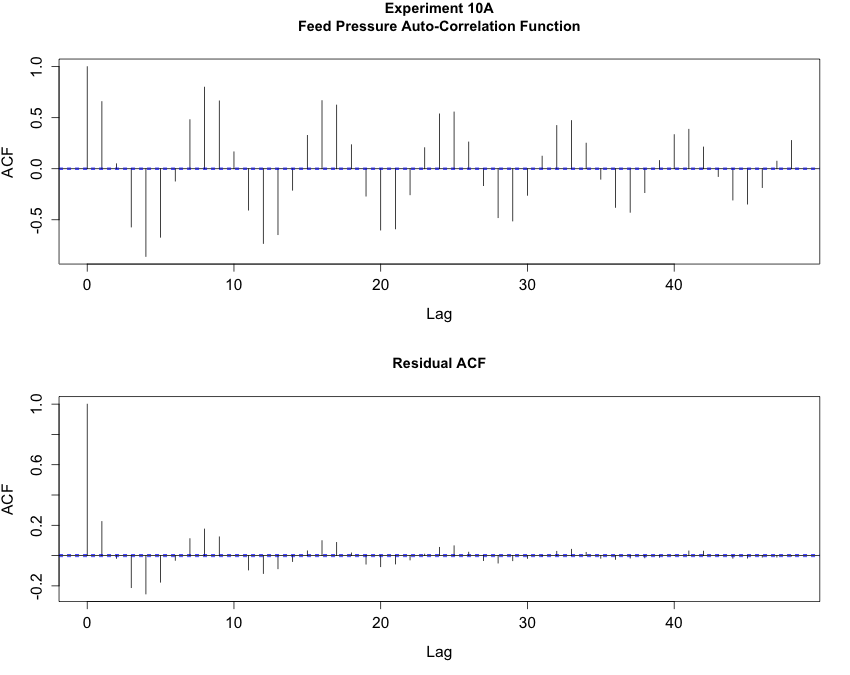 Experiment 10A
Feed Pressure Auto-Correlation Function
ACF
1.0
0.5
0.0
-0.5
0 10 20 30 40
Lag
Residual ACF
ACF
1.0
0.6
0.2
-0.2
0 10 20 30 40
Lag